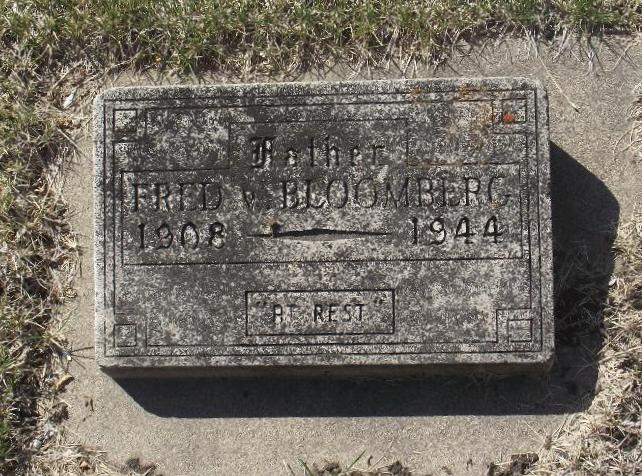 Father
FRED V. BLOOMBERG
1908 1944
"AT REST"